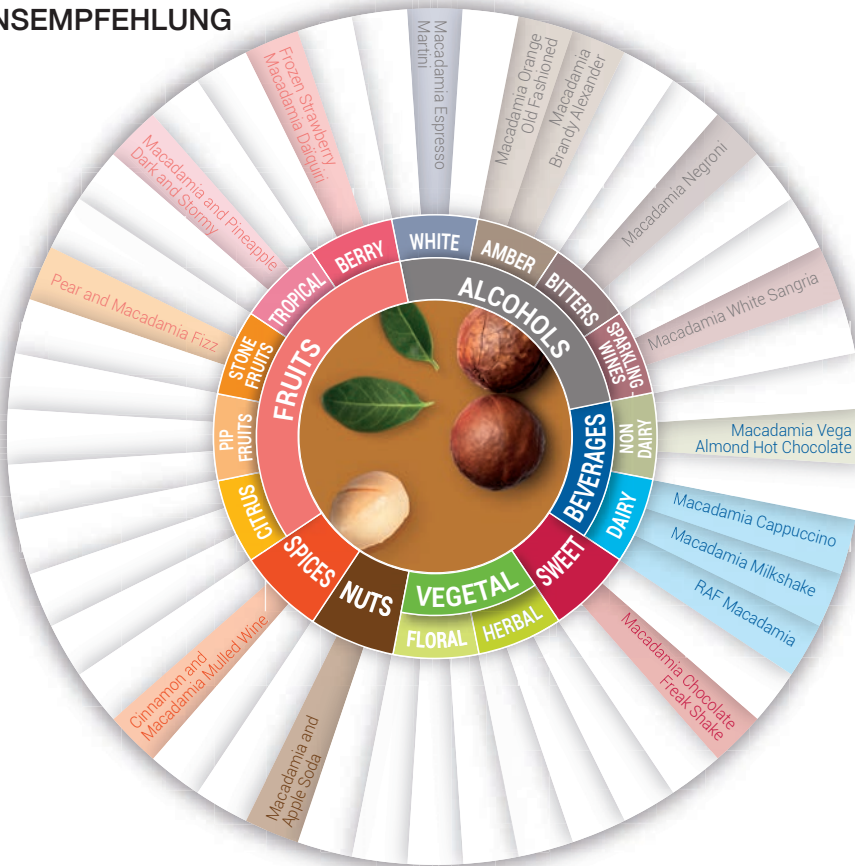 NSEMPFEHLUNG
Macadamia Espresso
Martini
Macadamia Orange
Old Fashioned
Macadamia
Brandy Alexander
Macadamia Negroni
Macadamia White Sangria
Macadamia Vega
Almond Hot Chocolate
Macadamia Cappuccino
Macadamia Milkshake
RAF Macadamia
Macadamia Chocolate
Freak Shake
Macadamia and
Apple Soda
Cinnamon and
Macadamia Mulled Wine
Pear and Macadamia Fizz
Macadamia and Pineapple
Dark and Stormy
Frozen Strawberry
Macadamia Daïquiri
WHITE
AMBER
BITTERS
SPARKLING
WINES
NON
DAIRY
DAIRY
SWEET
HERBAL
FLORAL
NUTS
SPICES
CITRUS
PIP
FRUITS
STONE
FRUITS
TROPICAL
BERRY
ALCOHOLS
BEVERAGES
VEGETAL
FRUITS